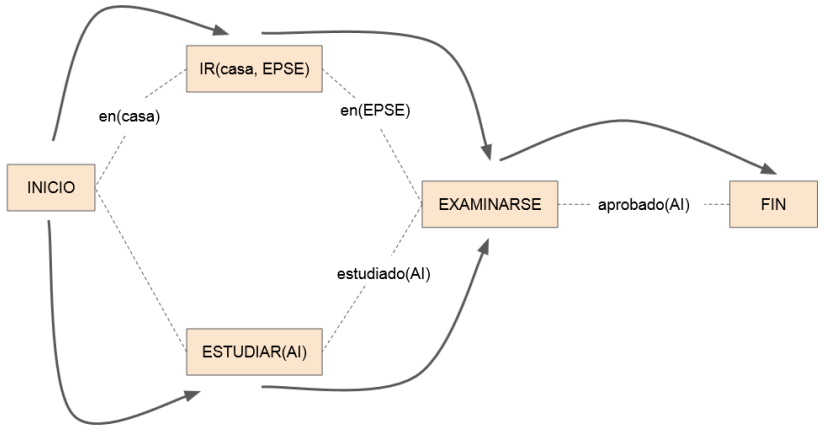 IR(casa, EPSE)
en(casa)
en(EPSE)
INICIO
EXAMINARSE
aprobado(AI)
FIN
estudiado(AI)
ESTUDIAR(AI)